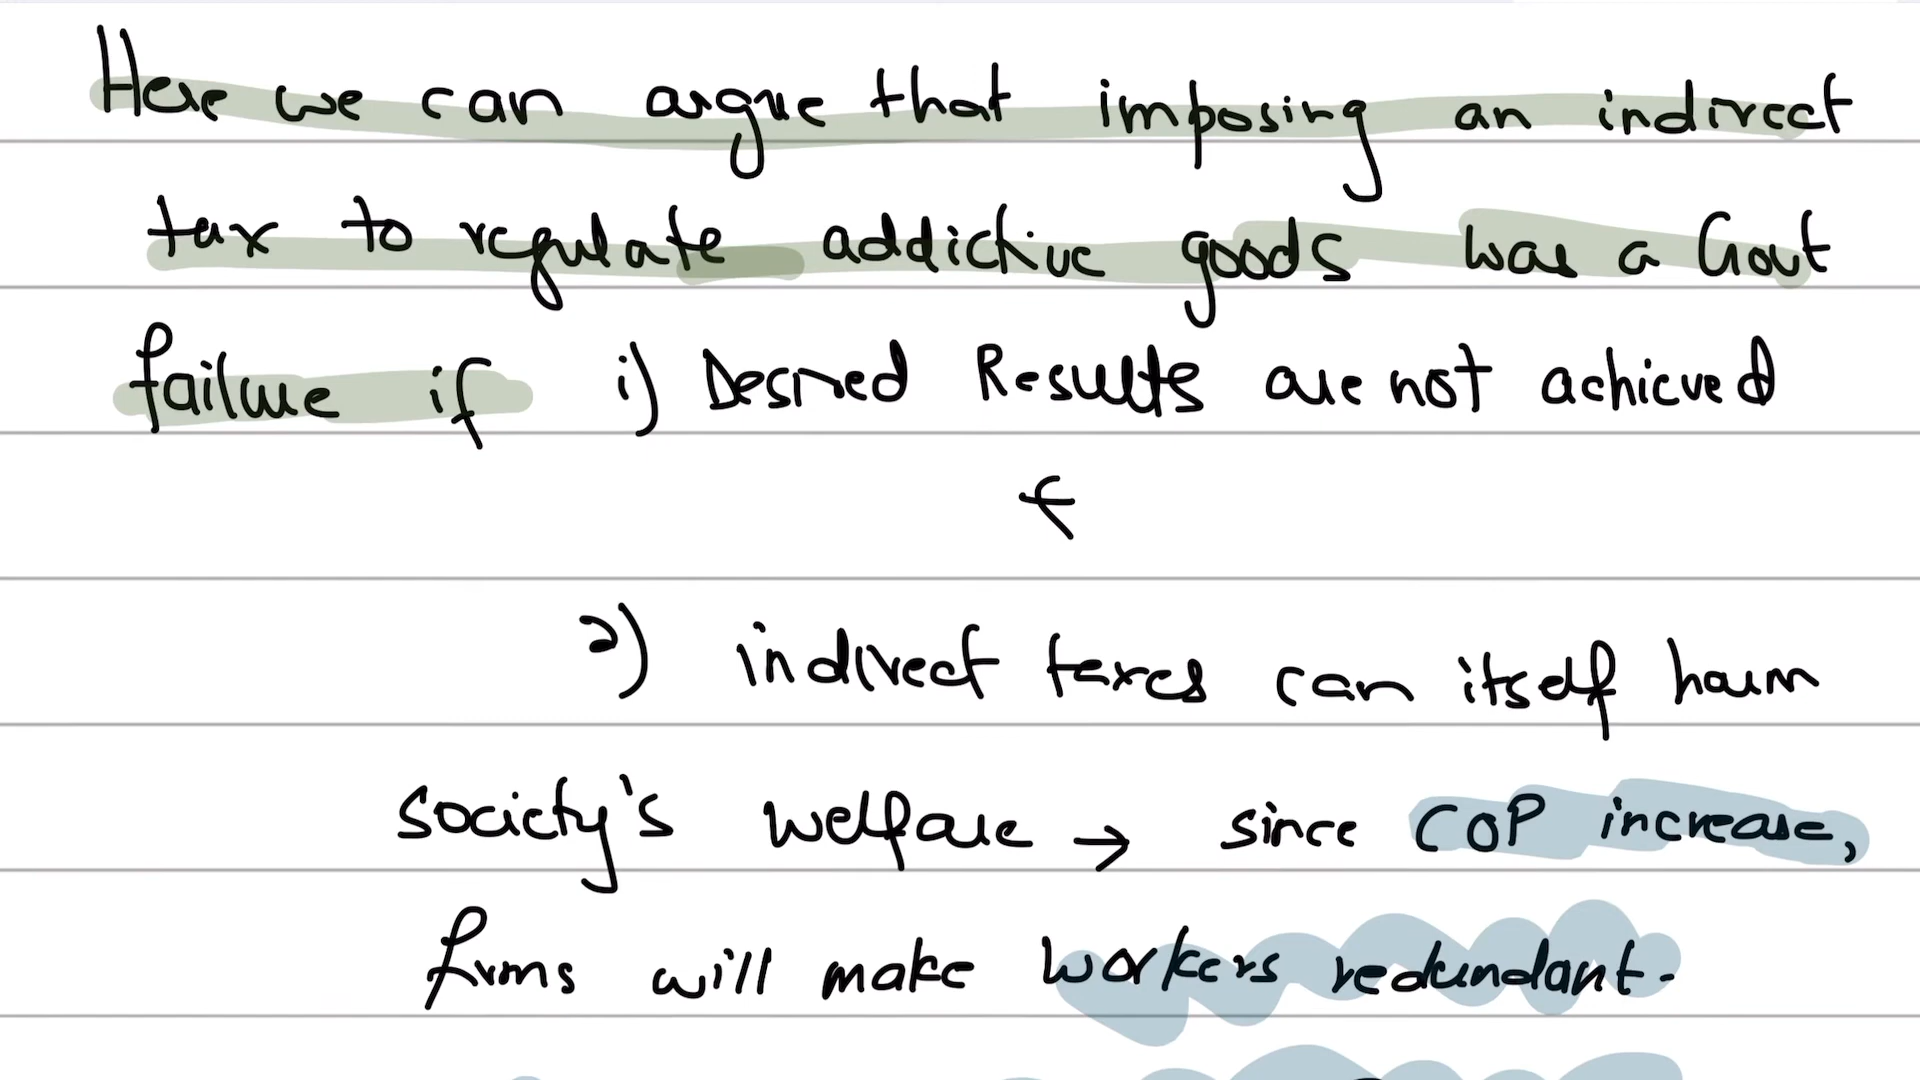 Here we can argue that imposing an indirect
tax to regulate addictive goods was a Govt
failure if i) Desired Results are not achieved
&
2) indirect taxes can itself harm
society's welfare → since COP increase,
firms will make workers redundant.